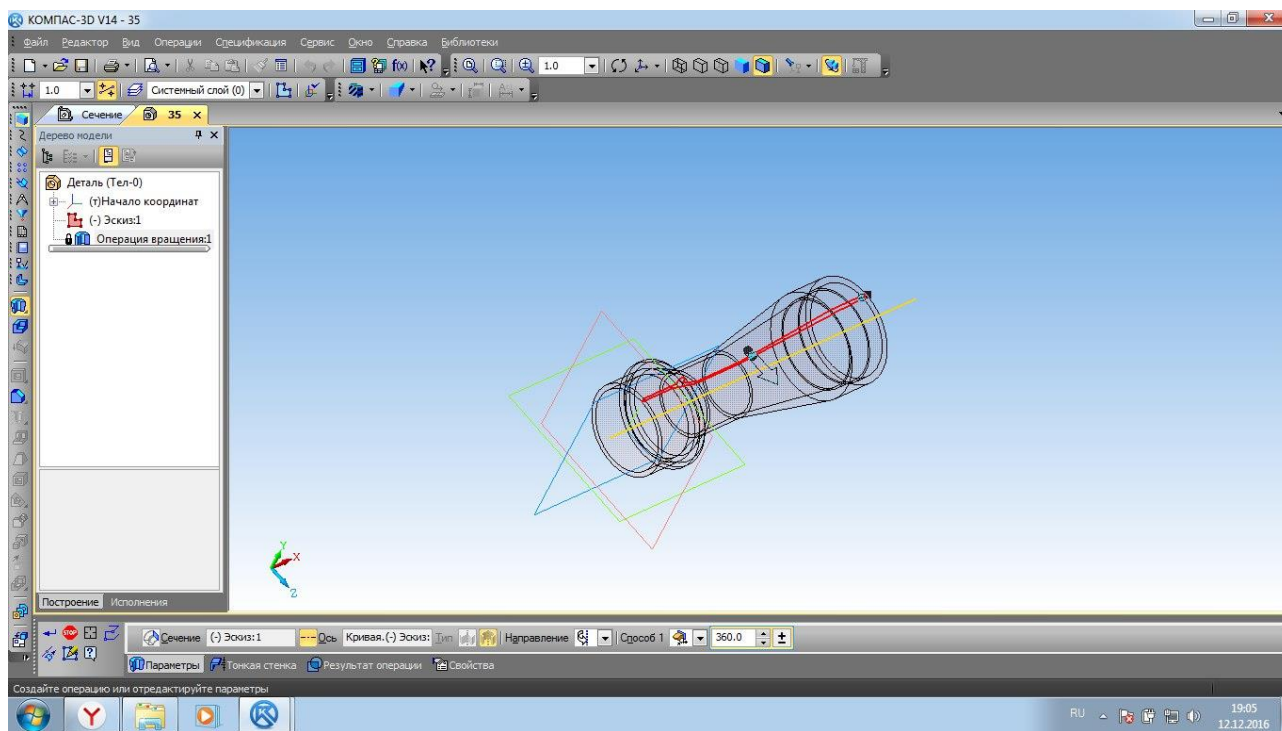 КОМПАС-3D V14 - 35
Файл Редактор Вид Операции Спецификация Сервис Окно Справка Библиотеки
f(x) 1.0
1.0 Системный слой (0)
Сечение 35
Дерево модели
Деталь (Тел-0)
(т)Начало координат
(-) Эскиз:1
Операция вращения:1
Y
X
Z
Построение Исполнения
Сечение (-) Эскиз:1 Ось Кривая.(-) Эскиз: Тип Направление Способ 1 360.0
STOP
Параметры Тонкая стенка Результат операции Свойства
Создайте операцию или отредактируйте параметры
RU 19:05
12.12.2016